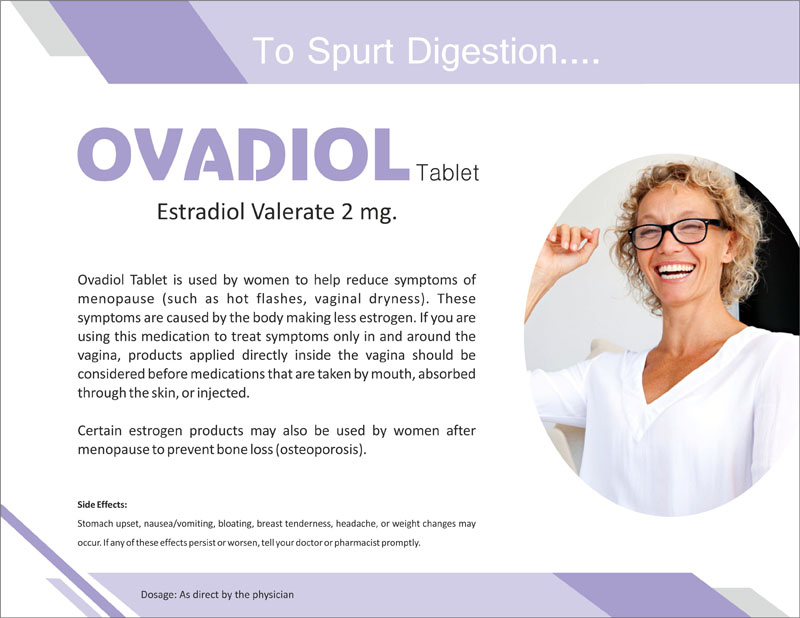 To Spurt Digestion....
OVADIOL Tablet
Estradiol Valerate 2 mg.
Ovadiol Tablet is used by women to help reduce symptoms of
menopause (such as hot flashes, vaginal dryness). These
symptoms are caused by the body making less estrogen. If you are
using this medication to treat symptoms only in and around the
vagina, products applied directly inside the vagina should be
considered before medications that are taken by mouth, absorbed
through the skin, or injected.
Certain estrogen products may also be used by women after
menopause to prevent bone loss (osteoporosis).
Side Effects:
Stomach upset, nausea/vomiting, bloating, breast tenderness, headache, or weight changes may
occur. If any of these effects persist or worsen, tell your doctor or pharmacist promptly.
Dosage: As direct by the physician